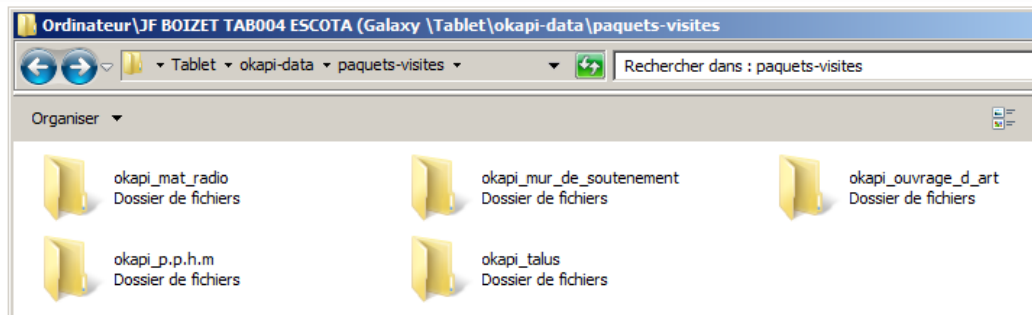 Ordinateur\JF BOIZET TAB004 ESCOTA (Galaxy \Tablet\okapi-data\paquets-visites
Tablet okapi-data paquets-visites Rechercher dans : paquets-visites
Organiser
okapi_mat_radio
Dossier de fichiers
okapi_mur_de_soutenement
Dossier de fichiers
okapi_ouvrage_d_art
Dossier de fichiers
okapi_p.p.h.m
Dossier de fichiers
okapi_talus
Dossier de fichiers